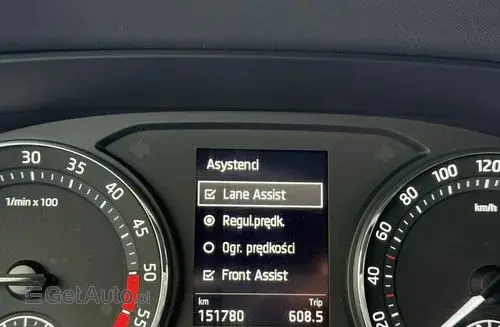 Asystenci
Lane Assist
Regul.prędk.
Ogr. prędkości
Front Assist
km Trip
151780 608.5
30 35 40 45 50 55
1/min x 100
20 60 80 100 120
km/h
GetAuto.pl